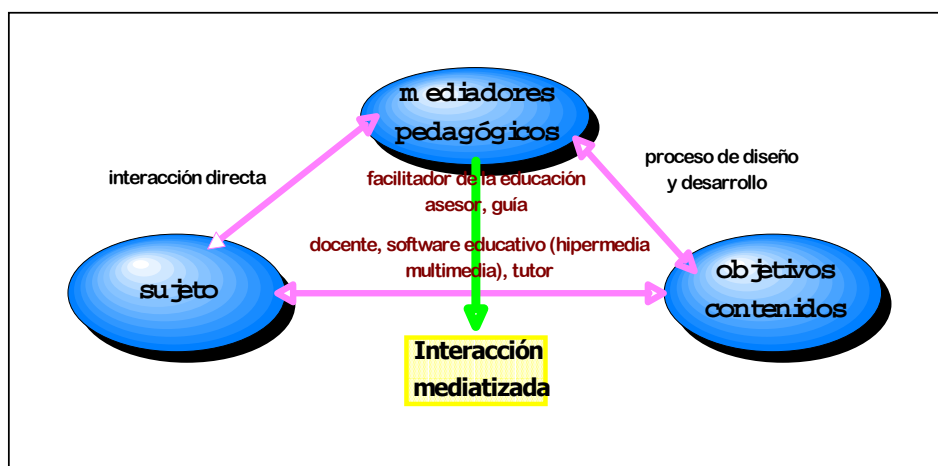 mediadores
pedagógicos
interacción directa
facilitador de la educación
asesor, guía
proceso de diseño
y desarrollo
docente, software educativo (hipermedia
multimedia), tutor
sujeto
objetivos
contenidos
Interacción
mediatizada